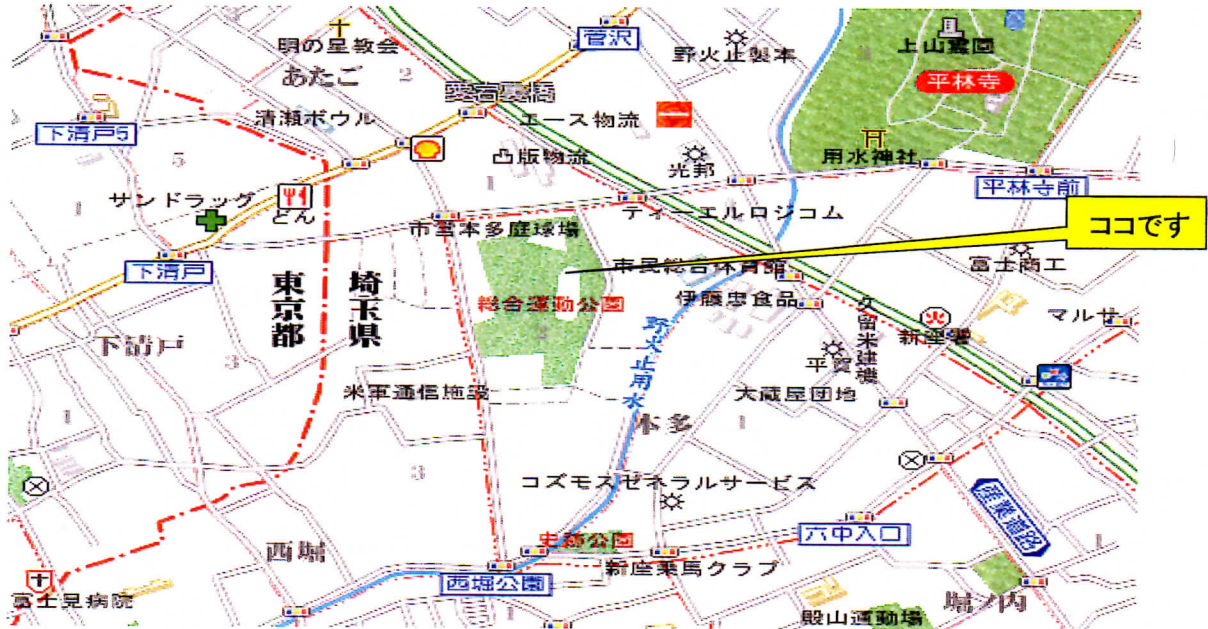 明の星教会
菅沢
野火止製本
上山霊園
あたご
2
平林寺
愛宕憂橋
下清戸5
清瀬ボウル
エース物流
凸版物流
光邦
用水神社
平林寺前
5
1
1
サンドラッグ
どん
ティーエルロジコム
ココです
市営本多庭球場
下清戸
東京都
埼玉県
市民総合体育館
富士商工
総合運動公園
伊藤忠食品
久留米建機
新座署
マルサ
下清戸
3
野火止用水
平賀
米軍通信施設
大蔵屋団地
1
本多
1
3
コズモスゼネラルサービス
産業道路
西堀
史跡公園
六中入口
1
西堀公園
新座乗馬クラブ
富士見病院
1
堀ノ内
殿山運動場